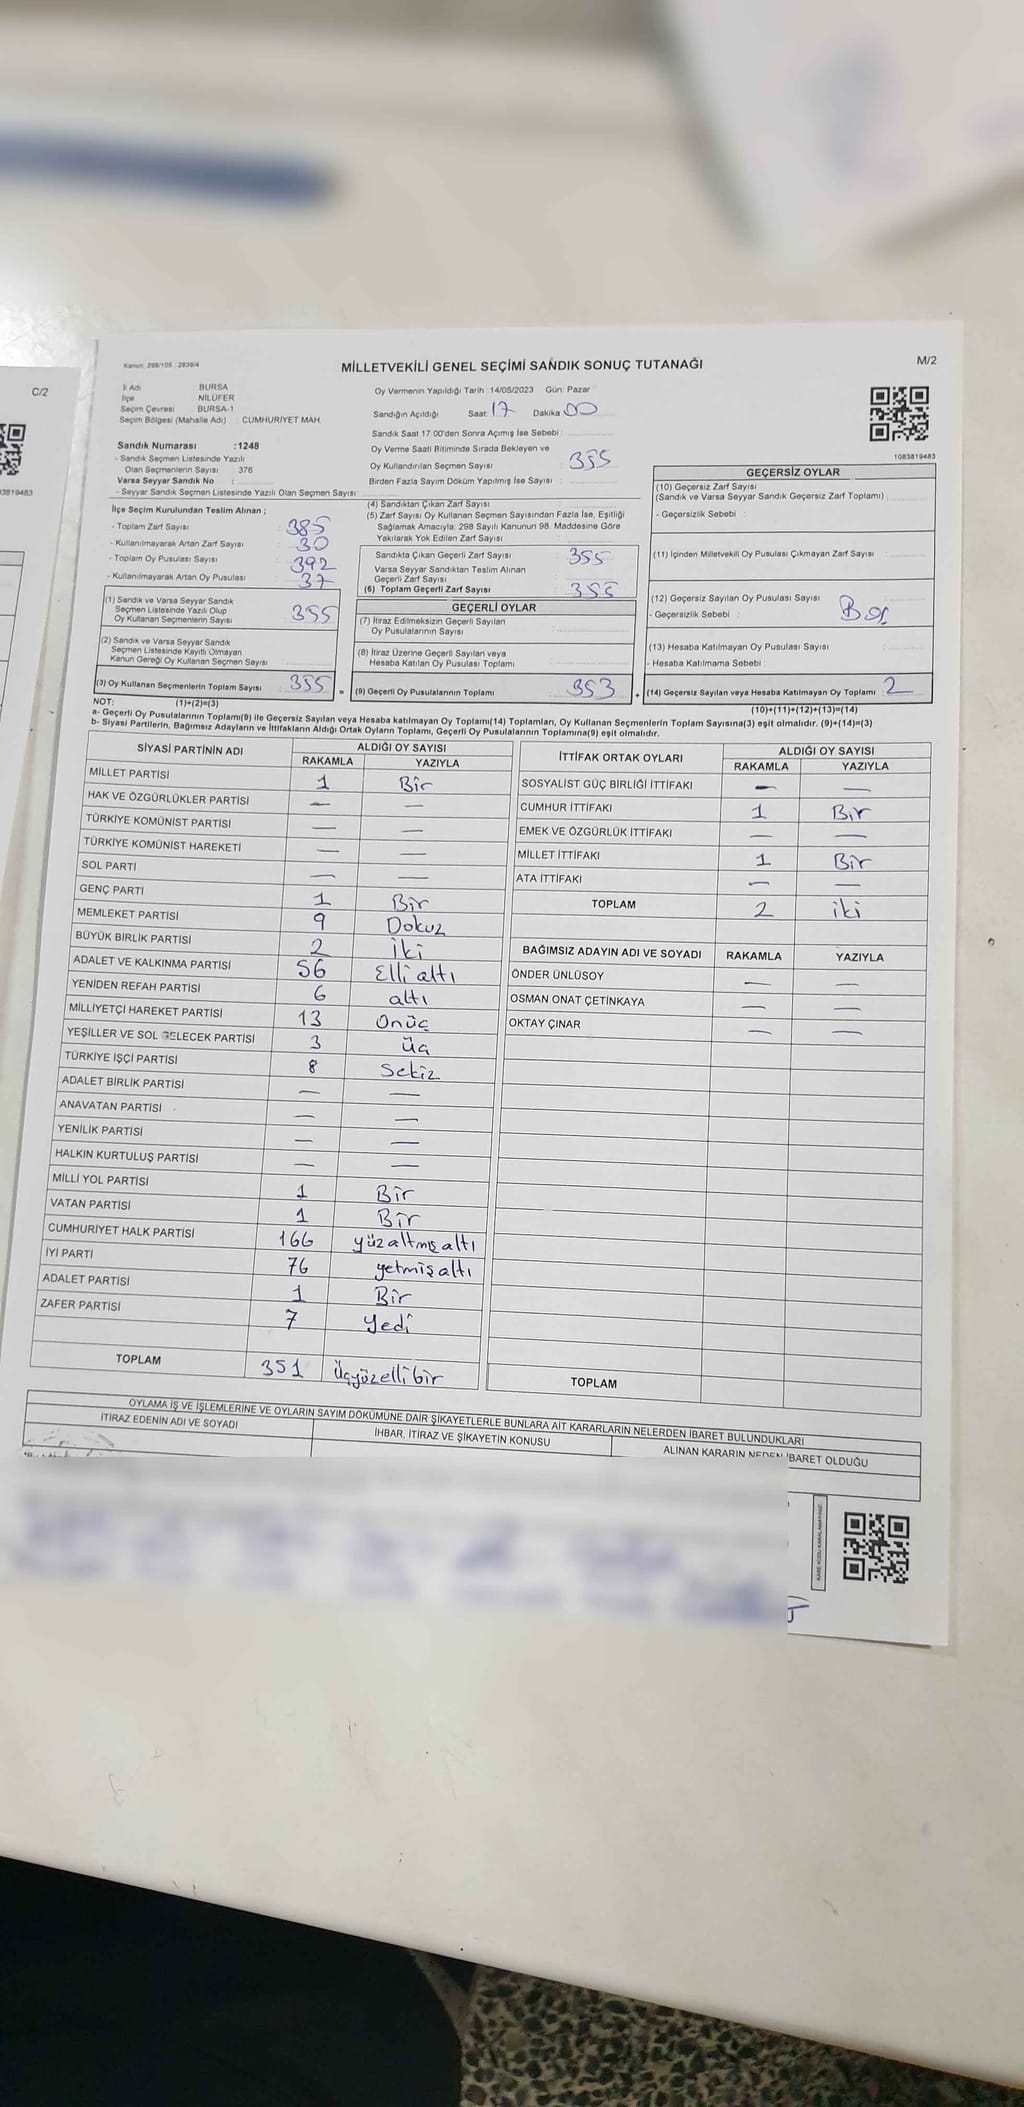 C/2
Kanun: 298/105 : 2839/4
MİLLETVEKİLİ GENEL SEÇİMİ SANDIK SONUÇ TUTANAĞI
M/2
İl Adı BURSA
İlçe NİLÜFER
Seçim Çevresi BURSA-1
Seçim Bölgesi (Mahalle Adı) CUMHURİYET MAH.
Oy Vermenin Yapıldığı Tarih :14/05/2023 Gün: Pazar
Sandığın Açıldığı Saat: 17 Dakika 00
Sandık Saat 17:00'den Sonra Açımış İse Sebebi :
Sandık Numarası :1248
- Sandık Seçmen Listesinde Yazılı
Olan Seçmenlerin Sayısı : 376
Varsa Seyyar Sandık No :
- Seyyar Sandık Seçmen Listesinde Yazılı Olan Seçmen Sayısı:
Oy Verme Saati Bitiminde Sırada Bekleyen ve
Oy Kullandırılan Seçmen Sayısı 355
Birden Fazla Sayım Döküm Yapılmış İse Sayısı :
1083819483
İlçe Seçim Kurulundan Teslim Alınan ;
- Toplam Zarf Sayısı 385
- Kullanılmayarak Artan Zarf Sayısı 30
- Toplam Oy Pusulası Sayısı 392
- Kullanılmayarak Artan Oy Pusulası 37
(1) Sandık ve Varsa Seyyar Sandık
Seçmen Listesinde Yazılı Olup
Oy Kullanan Seçmenlerin Sayısı 355
(2) Sandık ve Varsa Seyyar Sandık
Seçmen Listesinde Kayıtlı Olmayan
Kanun Gereği Oy Kullanan Seçmen Sayısı
(3) Oy Kullanan Seçmenlerin Toplam Sayısı 355 =
(1)+(2)=(3)
(4) Sandıktan Çıkan Zarf Sayısı
(5) Zarf Sayısı Oy Kullanan Seçmen Sayısından Fazla İse, Eşitliği
Sağlamak Amacıyla; 298 Sayılı Kanunun 98. Maddesine Göre
Yakılarak Yok Edilen Zarf Sayısı
Sandıkta Çıkan Geçerli Zarf Sayısı 355
Varsa Seyyar Sandıktan Teslim Alınan
Geçerli Zarf Sayısı
(6) Toplam Geçerli Zarf Sayısı 355
GEÇERLİ OYLAR
(7) İtiraz Edilmeksizin Geçerli Sayılan
Oy Pusulalarının Sayısı
(8) İtiraz Üzerine Geçerli Sayılan veya
Hesaba Katılan Oy Pusulası Toplamı
(9) Geçerli Oy Pusulalarının Toplamı 353 +
GEÇERSİZ OYLAR
(10) Geçersiz Zarf Sayısı
(Sandık ve Varsa Seyyar Sandık Geçersiz Zarf Toplamı)
- Geçersizlik Sebebi :
(11) İçinden Milletvekili Oy Pusulası Çıkmayan Zarf Sayısı :
(12) Geçersiz Sayılan Oy Pusulası Sayısı
- Geçersizlik Sebebi :
(13) Hesaba Katılmayan Oy Pusulası Sayısı
- Hesaba Katılmama Sebebi :
(14) Geçersiz Sayılan veya Hesaba Katılmayan Oy Toplamı 2
(10)+(11)+(12)+(13)=(14)
NOT:
a- Geçerli Oy Pusulalarının Toplamı(9) ile Geçersiz Sayılan veya Hesaba katılmayan Oy Toplamı(14) Toplamları, Oy Kullanan Seçmenlerin Toplam Sayısına(3) eşit olmalıdır. (9)+(14)=(3)
b- Siyasi Partilerin, Bağımsız Adayların ve İttifakların Aldığı Ortak Oyların Toplamı, Geçerli Oy Pusulalarının Toplamına(9) eşit olmalıdır.
SİYASİ PARTİNİN ADI ALDIĞI OY SAYISI
RAKAMLA YAZIYLA
MİLLET PARTİSİ 1 Bir
HAK VE ÖZGÜRLÜKLER PARTİSİ — —
TÜRKİYE KOMÜNİST PARTİSİ — —
TÜRKİYE KOMÜNİST HAREKETİ — —
SOL PARTİ — —
GENÇ PARTİ 1 Bir
MEMLEKET PARTİSİ 9 Dokuz
BÜYÜK BİRLİK PARTİSİ 2 İki
ADALET VE KALKINMA PARTİSİ 56 Elli altı
YENİDEN REFAH PARTİSİ 6 altı
MİLLİYETÇİ HAREKET PARTİSİ 13 Onüç
YEŞİLLER VE SOL GELECEK PARTİSİ 3 üç
TÜRKİYE İŞÇİ PARTİSİ 8 Sekiz
ADALET BİRLİK PARTİSİ — —
ANAVATAN PARTİSİ — —
YENİLİK PARTİSİ — —
HALKIN KURTULUŞ PARTİSİ — —
MİLLİ YOL PARTİSİ 1 Bir
VATAN PARTİSİ 1 Bir
CUMHURİYET HALK PARTİSİ 166 yüzaltmışaltı
İYİ PARTİ 76 yetmişaltı
ADALET PARTİSİ 1 Bir
ZAFER PARTİSİ 7 Yedi
TOPLAM 351 üçyüzellibir
İTTİFAK ORTAK OYLARI ALDIĞI OY SAYISI
RAKAMLA YAZIYLA
SOSYALİST GÜÇ BİRLİĞİ İTTİFAKI — —
CUMHUR İTTİFAKI 1 Bir
EMEK VE ÖZGÜRLÜK İTTİFAKI — —
MİLLET İTTİFAKI 1 Bir
ATA İTTİFAKI — —
TOPLAM 2 iki
BAĞIMSIZ ADAYIN ADI VE SOYADI RAKAMLA YAZIYLA
ÖNDER ÜNLÜSOY — —
OSMAN ONAT ÇETİNKAYA — —
OKTAY ÇINAR — —
TOPLAM
OYLAMA İŞ VE İŞLEMLERİNE VE OYLARIN SAYIM DÖKÜMÜNE DAİR ŞİKAYETLERLE BUNLARA AİT KARARLARIN NELERDEN İBARET BULUNDUKLARI
İTİRAZ EDENİN ADI VE SOYADI İHBAR, İTİRAZ VE ŞİKAYETİN KONUSU ALINAN KARARIN NEDEN İBARET OLDUĞU